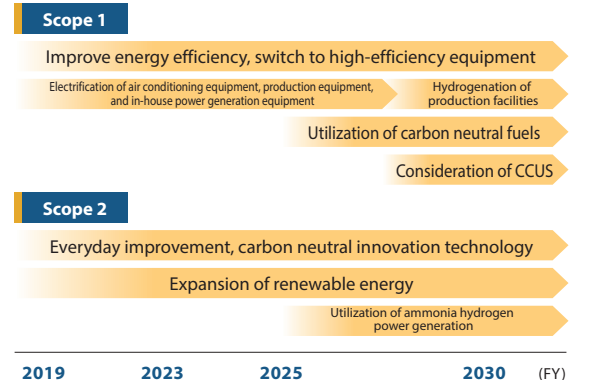 Scope 1
Improve energy efficiency, switch to high-efficiency equipment
Electrification of air conditioning equipment, production equipment,
and in-house power generation equipment
Hydrogenation of
production facilities
Utilization of carbon neutral fuels
Consideration of CCUS
Scope 2
Everyday improvement, carbon neutral innovation technology
Expansion of renewable energy
Utilization of ammonia hydrogen
power generation
2019 2023 2025 2030 (FY)